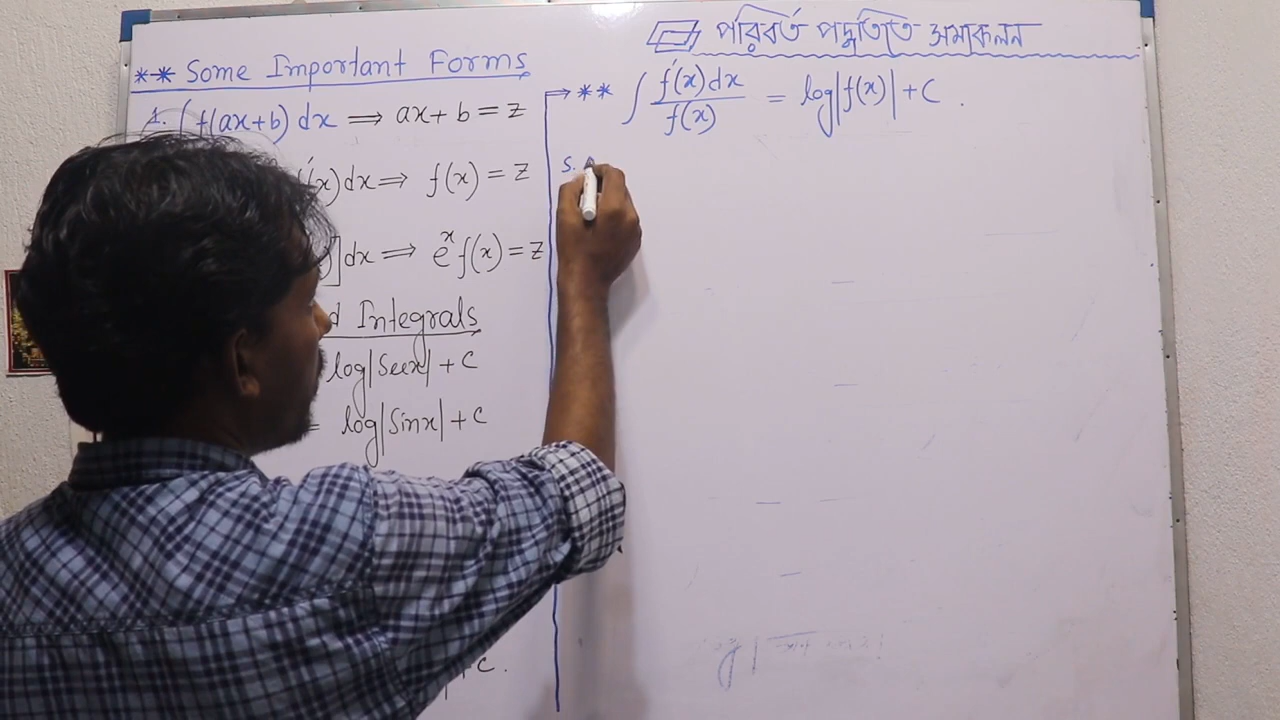 ** Some Important Forms
1. ∫ f(ax+b) dx ⟹ ax + b = z
f'(x) dx ⟹ f(x) = z
] dx ⟹ e^x f(x) = z
Integrals
log|Secx| + c
= log|Sinx| + c
c.
পরিবর্ত পদ্ধতিতে সমাকলন
→ ** ∫ f'(x)dx / f(x) = log|f(x)| + C .
S.